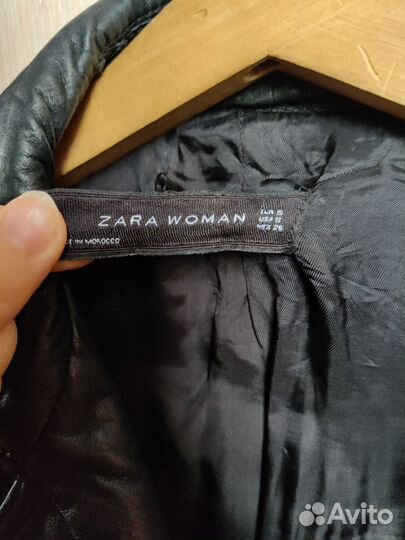 ZARA WOMAN
EUR S
USA S
MEX 26
E IN MOROCCO
Avito